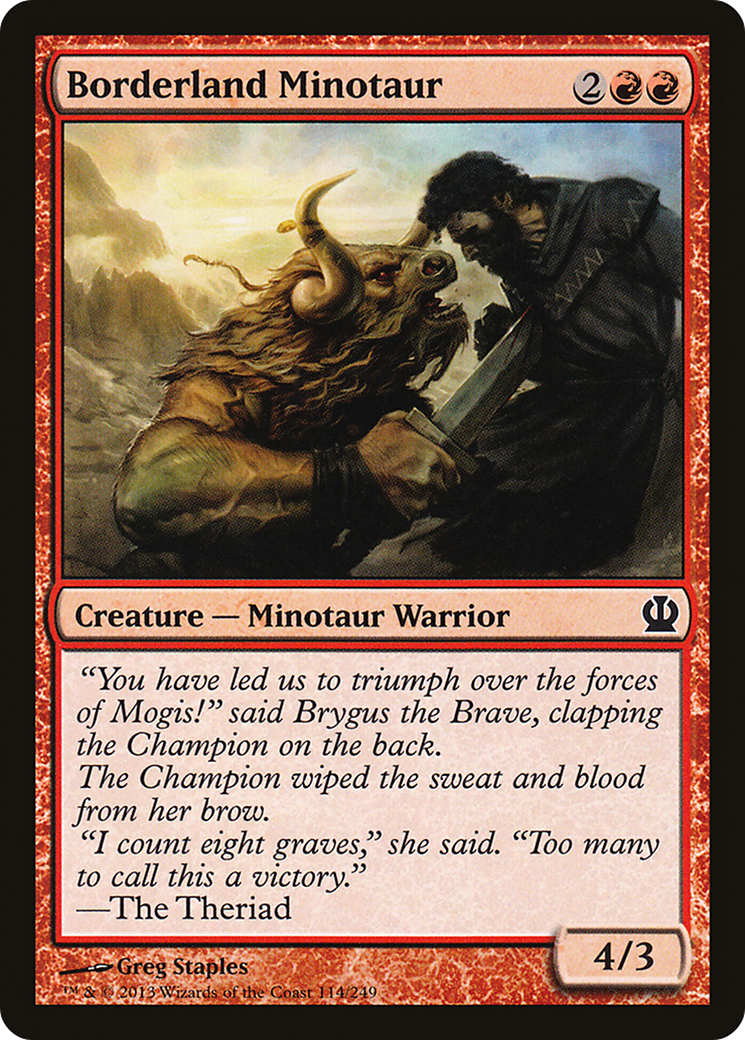 Borderland Minotaur 2
Creature — Minotaur Warrior
“You have led us to triumph over the forces
of Mogis!” said Brygus the Brave, clapping
the Champion on the back.
The Champion wiped the sweat and blood
from her brow.
“I count eight graves,” she said. “Too many
to call this a victory.”
—The Theriad
4/3
Greg Staples
™ & © 2013 Wizards of the Coast 114/249